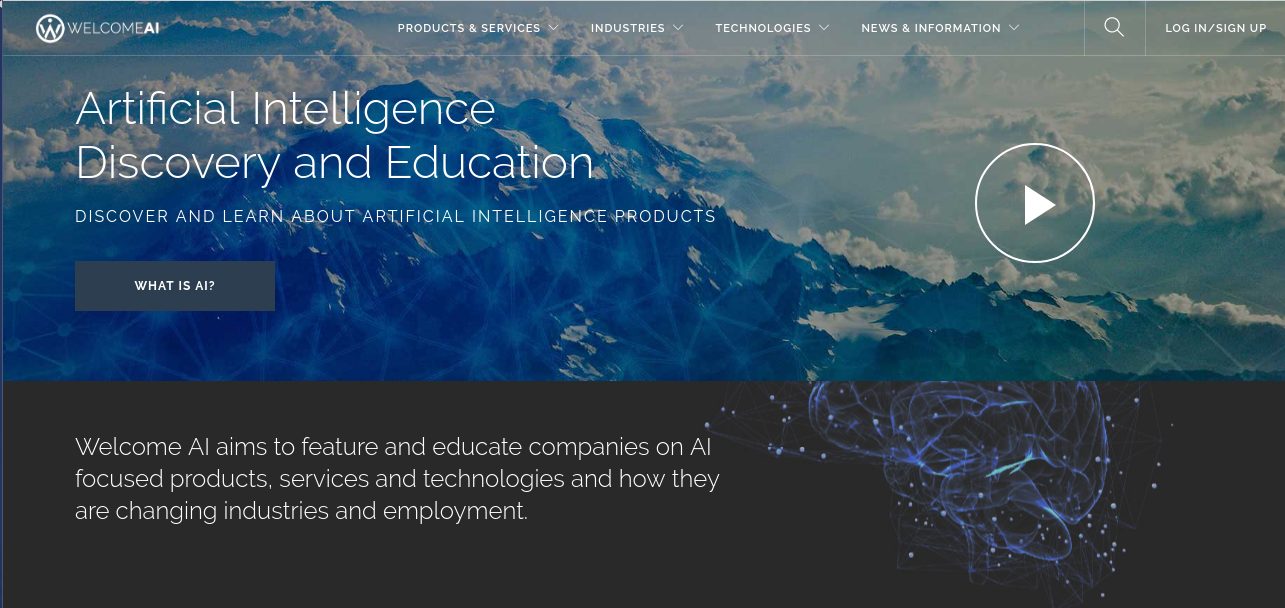 WELCOMEAI
PRODUCTS & SERVICES
INDUSTRIES
TECHNOLOGIES
NEWS & INFORMATION
LOG IN/SIGN UP
Artificial Intelligence
Discovery and Education
DISCOVER AND LEARN ABOUT ARTIFICIAL INTELLIGENCE PRODUCTS
WHAT IS AI?
Welcome AI aims to feature and educate companies on AI
focused products, services and technologies and how they
are changing industries and employment.